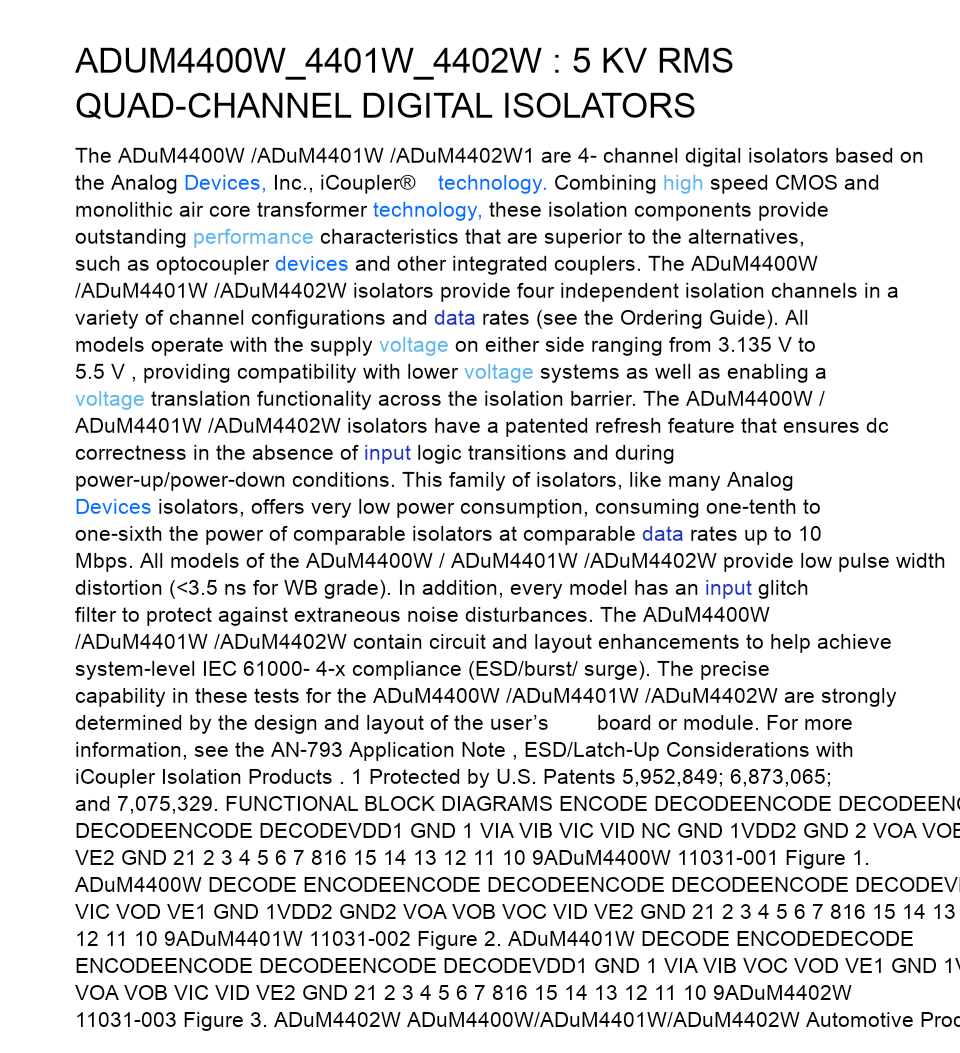 ADUM4400W_4401W_4402W : 5 KV RMS
QUAD-CHANNEL DIGITAL ISOLATORS
The ADuM4400W /ADuM4401W /ADuM4402W1 are 4- channel digital isolators based on
the Analog Devices, Inc., iCoupler® technology. Combining high speed CMOS and
monolithic air core transformer technology, these isolation components provide
outstanding performance characteristics that are superior to the alternatives,
such as optocoupler devices and other integrated couplers. The ADuM4400W
/ADuM4401W /ADuM4402W isolators provide four independent isolation channels in a
variety of channel configurations and data rates (see the Ordering Guide). All
models operate with the supply voltage on either side ranging from 3.135 V to
5.5 V , providing compatibility with lower voltage systems as well as enabling a
voltage translation functionality across the isolation barrier. The ADuM4400W /
ADuM4401W /ADuM4402W isolators have a patented refresh feature that ensures dc
correctness in the absence of input logic transitions and during
power-up/power-down conditions. This family of isolators, like many Analog
Devices isolators, offers very low power consumption, consuming one-tenth to
one-sixth the power of comparable isolators at comparable data rates up to 10
Mbps. All models of the ADuM4400W / ADuM4401W /ADuM4402W provide low pulse width
distortion (<3.5 ns for WB grade). In addition, every model has an input glitch
filter to protect against extraneous noise disturbances. The ADuM4400W
/ADuM4401W /ADuM4402W contain circuit and layout enhancements to help achieve
system-level IEC 61000- 4-x compliance (ESD/burst/ surge). The precise
capability in these tests for the ADuM4400W /ADuM4401W /ADuM4402W are strongly
determined by the design and layout of the user’s board or module. For more
information, see the AN-793 Application Note , ESD/Latch-Up Considerations with
iCoupler Isolation Products . 1 Protected by U.S. Patents 5,952,849; 6,873,065;
and 7,075,329. FUNCTIONAL BLOCK DIAGRAMS ENCODE DECODEENCODE DECODEENC
DECODEENCODE DECODEVDD1 GND 1 VIA VIB VIC VID NC GND 1VDD2 GND 2 VOA VOB
VE2 GND 21 2 3 4 5 6 7 816 15 14 13 12 11 10 9ADuM4400W 11031-001 Figure 1.
ADuM4400W DECODE ENCODEENCODE DECODEENCODE DECODEENCODE DECODEVD
VIC VOD VE1 GND 1VDD2 GND2 VOA VOB VOC VID VE2 GND 21 2 3 4 5 6 7 816 15 14 13
12 11 10 9ADuM4401W 11031-002 Figure 2. ADuM4401W DECODE ENCODEDECODE
ENCODEENCODE DECODEENCODE DECODEVDD1 GND 1 VIA VIB VOC VOD VE1 GND 1V
VOA VOB VIC VID VE2 GND 21 2 3 4 5 6 7 816 15 14 13 12 11 10 9ADuM4402W
11031-003 Figure 3. ADuM4402W ADuM4400W/ADuM4401W/ADuM4402W Automotive Proc